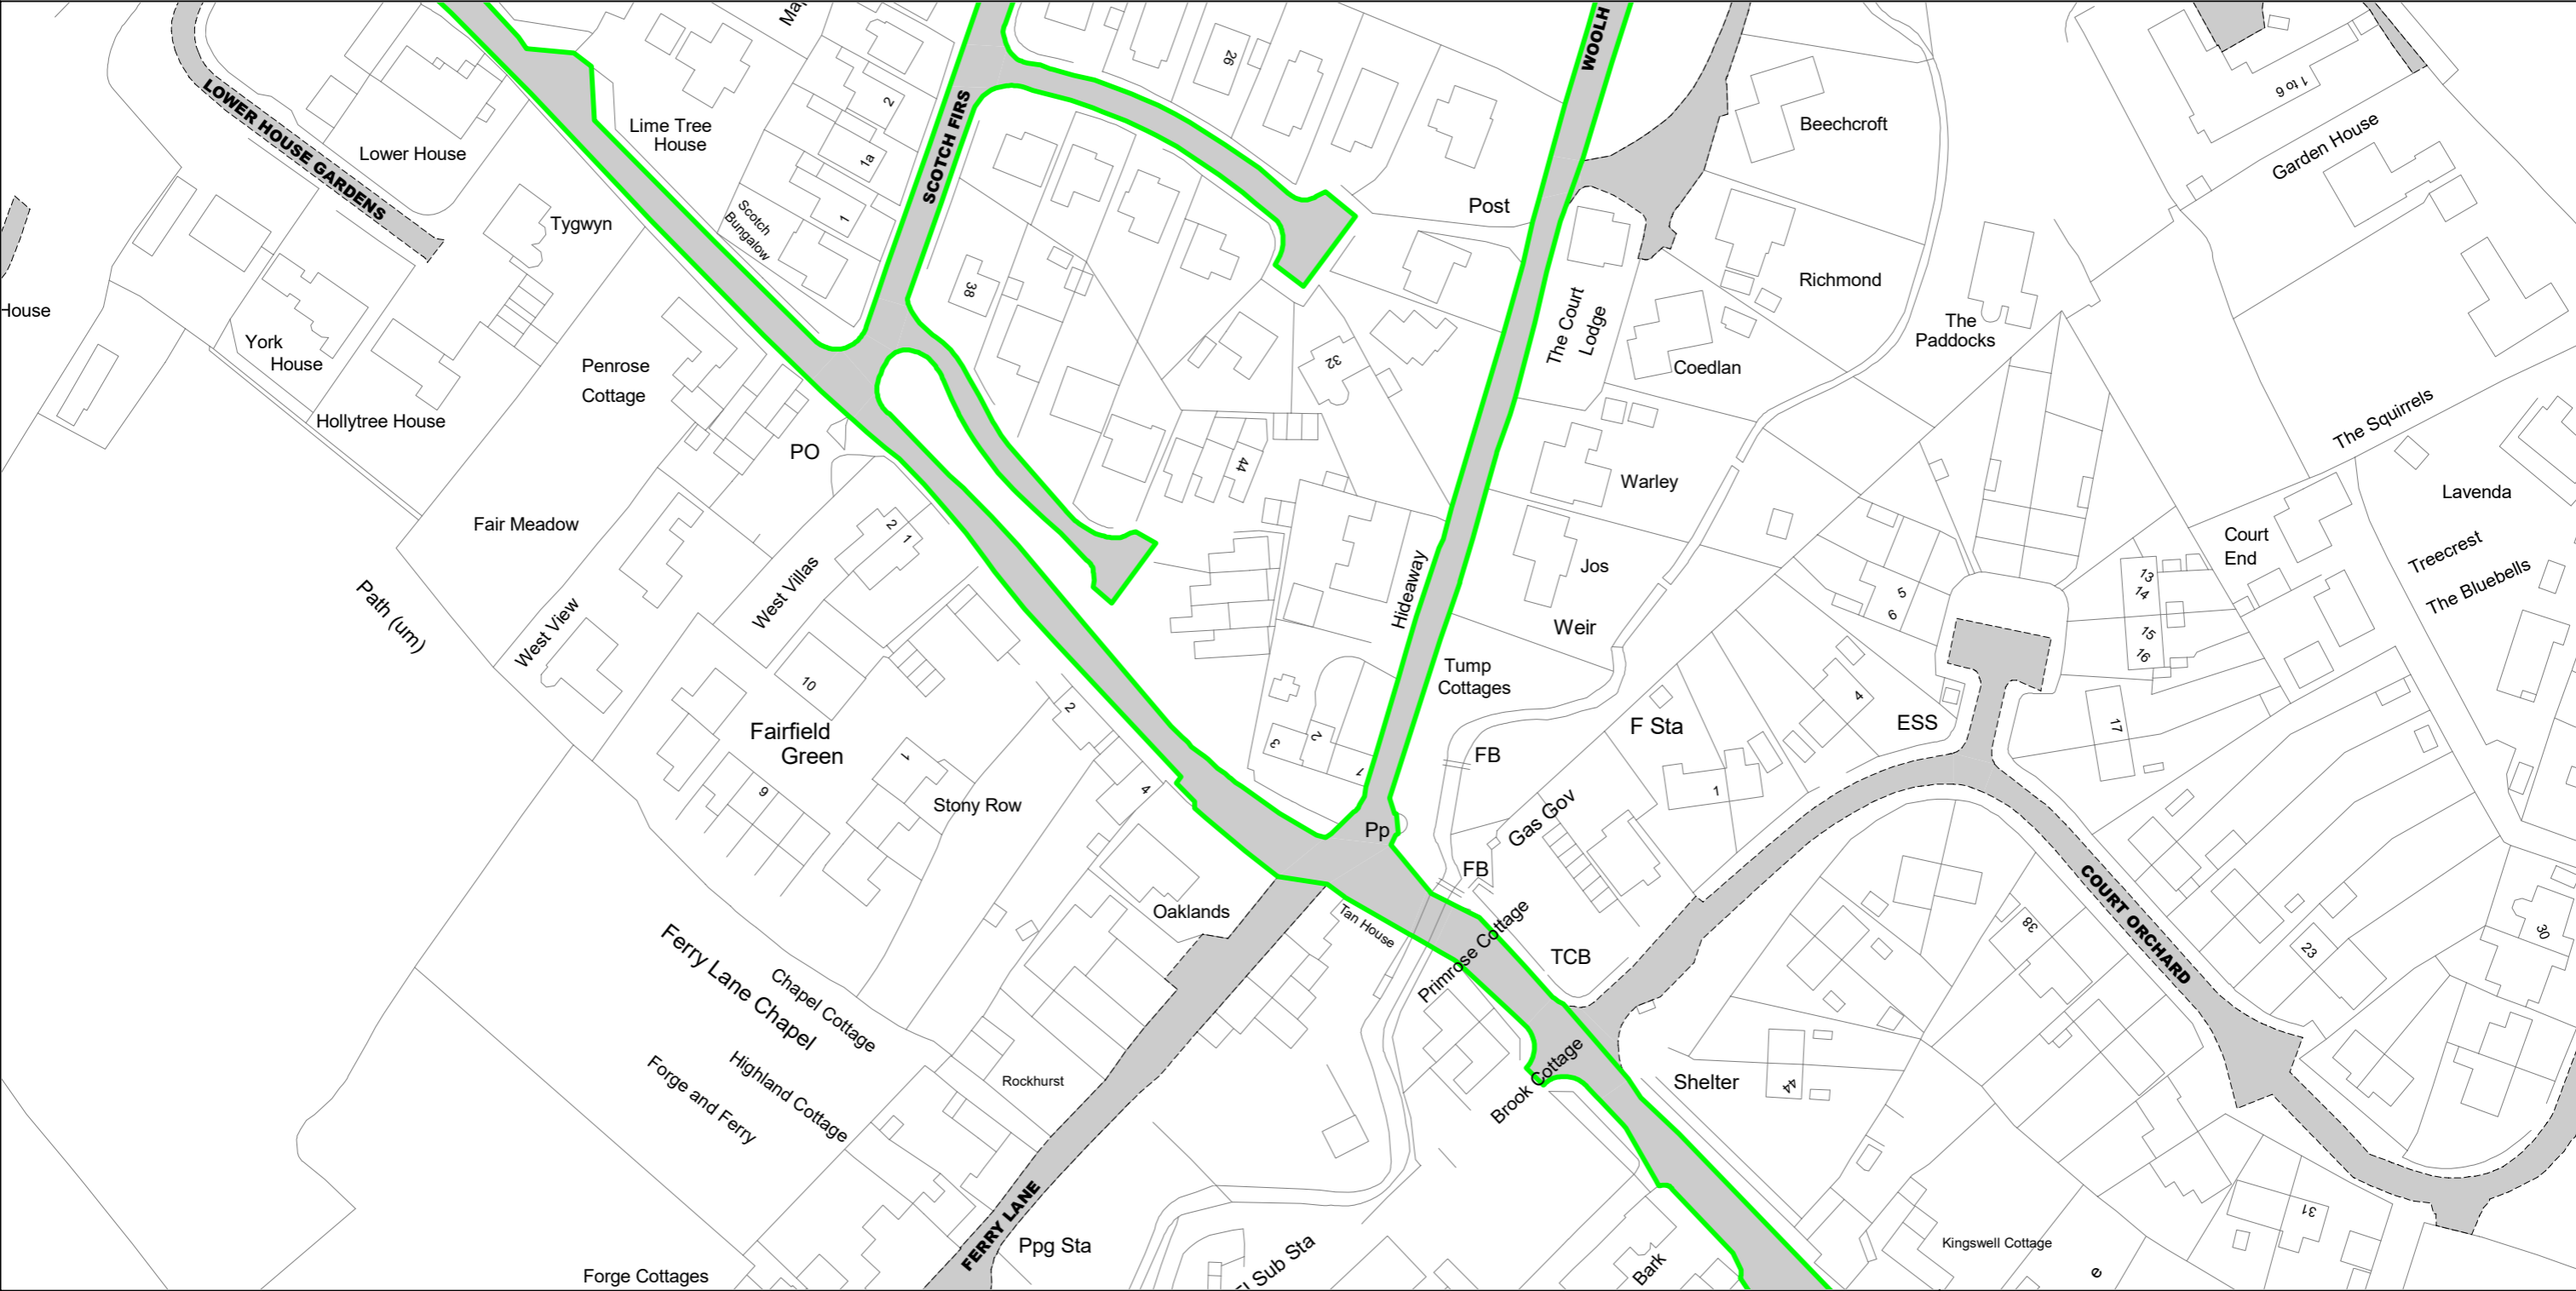 LOWER HOUSE GARDENS
Lower House
Lime Tree
House
Tygwyn
Scotch
Bungalow
2
1a
1
SCOTCH FIRS
26
WOOLH
Beechcroft
1 to 6
Garden House
Post
House
York
House
Hollytree House
Penrose
Cottage
PO
38
32
44
The Court
Lodge
Richmond
Coedlan
The
Paddocks
The Squirrels
Warley
Lavenda
Court
End
Treecrest
The Bluebells
Fair Meadow
Path (um)
West View
West Villas
2
1
10
Fairfield
Green
9
1
Stony Row
2
4
Hideaway
Jos
Weir
Tump
Cottages
3
2
1
Pp
FB
FB
F Sta
Gas Gov
1
4
5
6
ESS
13
14
15
16
17
COURT ORCHARD
Oaklands
Tan House
Primrose Cottage
TCB
Brook Cottage
Shelter
44
38
23
30
31
Ferry Lane Chapel
Chapel Cottage
Highland Cottage
Forge and Ferry
Rockhurst
FERRY LANE
Ppg Sta
Forge Cottages
El Sub Sta
Bark
Kingswell Cottage
e